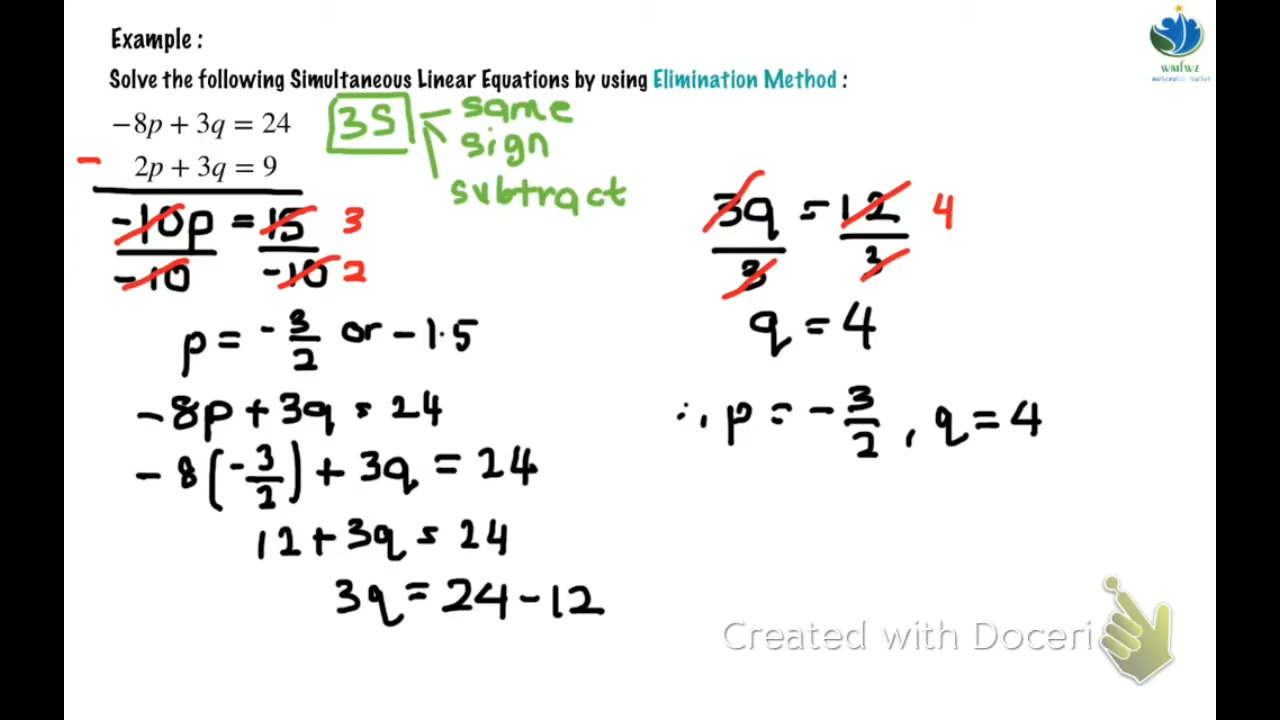 Example :
Solve the following Simultaneous Linear Equations by using Elimination Method :
−8p + 3q = 24
− 2p + 3q = 9
3S same
sign
subtract
-10p = 15 3
-10 -10 2
p = - 3/2 or -1.5
-8p + 3q = 24
-8(- 3/2) + 3q = 24
12 + 3q = 24
3q = 24 - 12
3q = 12 4
3 3
q = 4
∴ p = - 3/2 , q = 4
WMFWZ
mathematics teacher
Created with Doceri